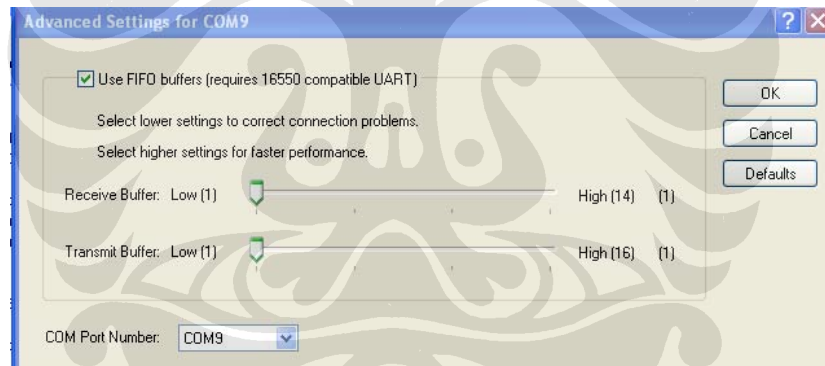 Advanced Settings for COM9
Use FIFO buffers (requires 16550 compatible UART)
OK
Select lower settings to correct connection problems.
Cancel
Select higher settings for faster performance.
Defaults
Receive Buffer: Low (1) High (14) (1)
Transmit Buffer: Low (1) High (16) (1)
COM Port Number: COM9